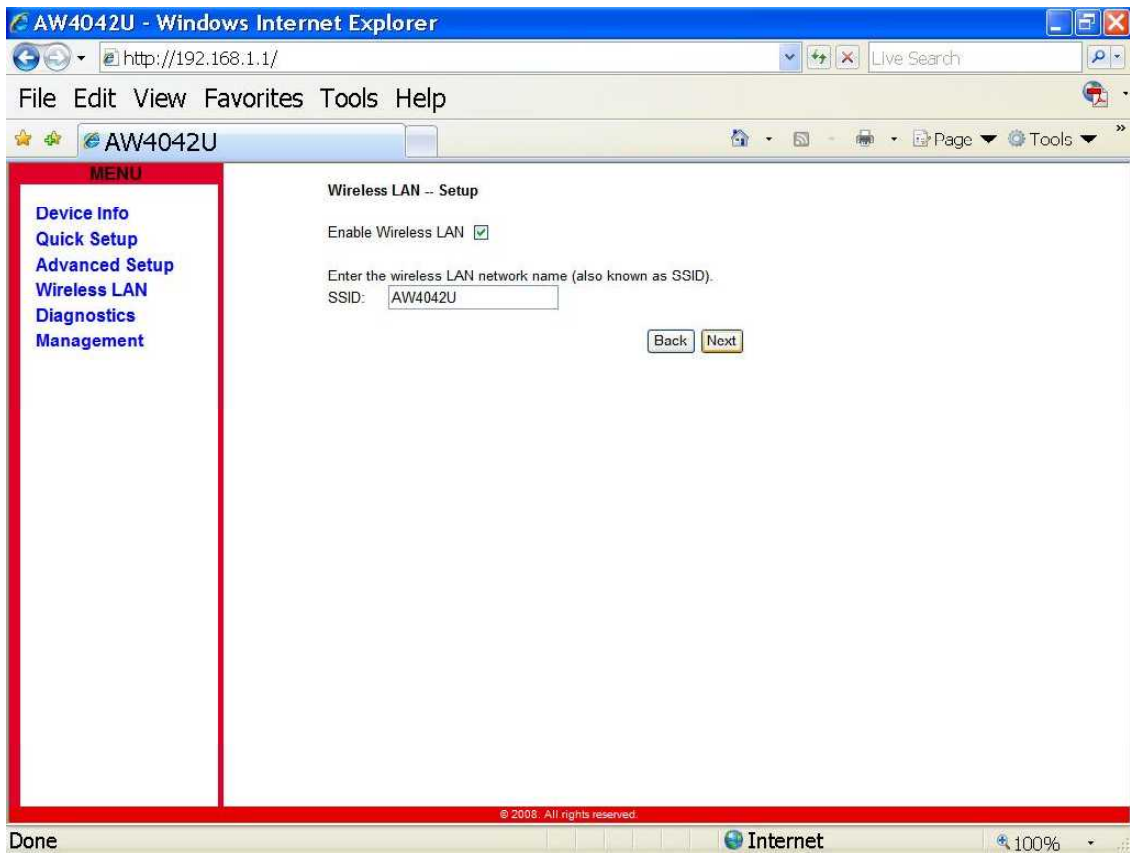 AW4042U - Windows Internet Explorer
http://192.168.1.1/
Live Search
File Edit View Favorites Tools Help
AW4042U
Page Tools
MENU
Device Info
Quick Setup
Advanced Setup
Wireless LAN
Diagnostics
Management
Wireless LAN -- Setup
Enable Wireless LAN
Enter the wireless LAN network name (also known as SSID).
SSID: AW4042U
Back Next
© 2008. All rights reserved.
Done Internet 100%